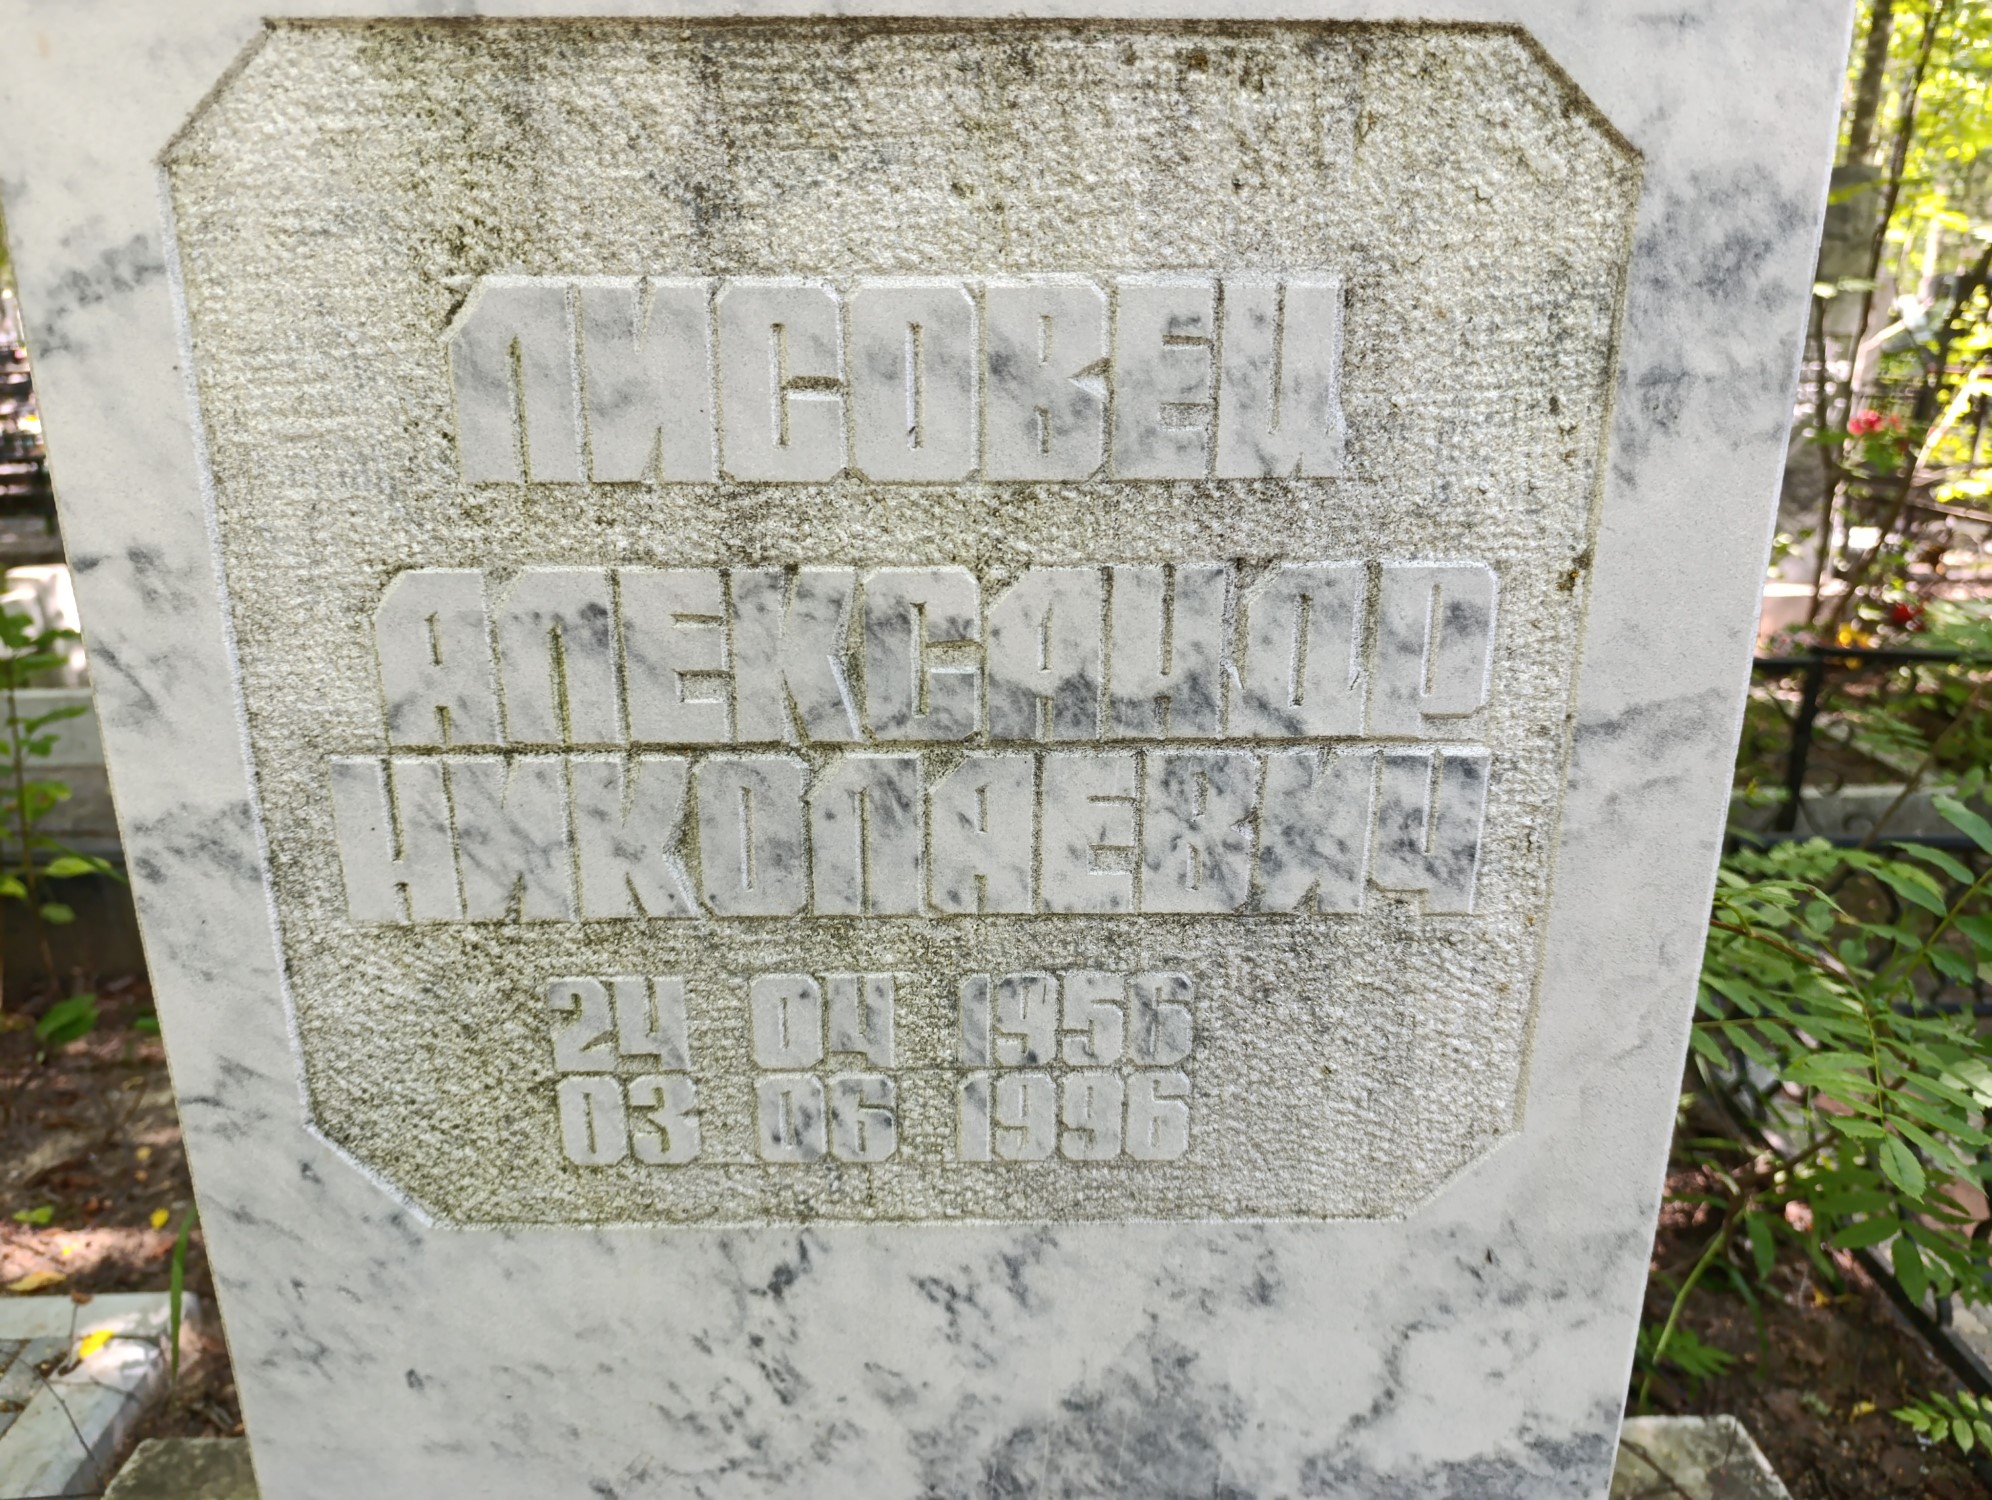 ЛИСОВЕЦ
АЛЕКСАНДР
НИКОЛАЕВИЧ
24 04 1956
03 06 1996